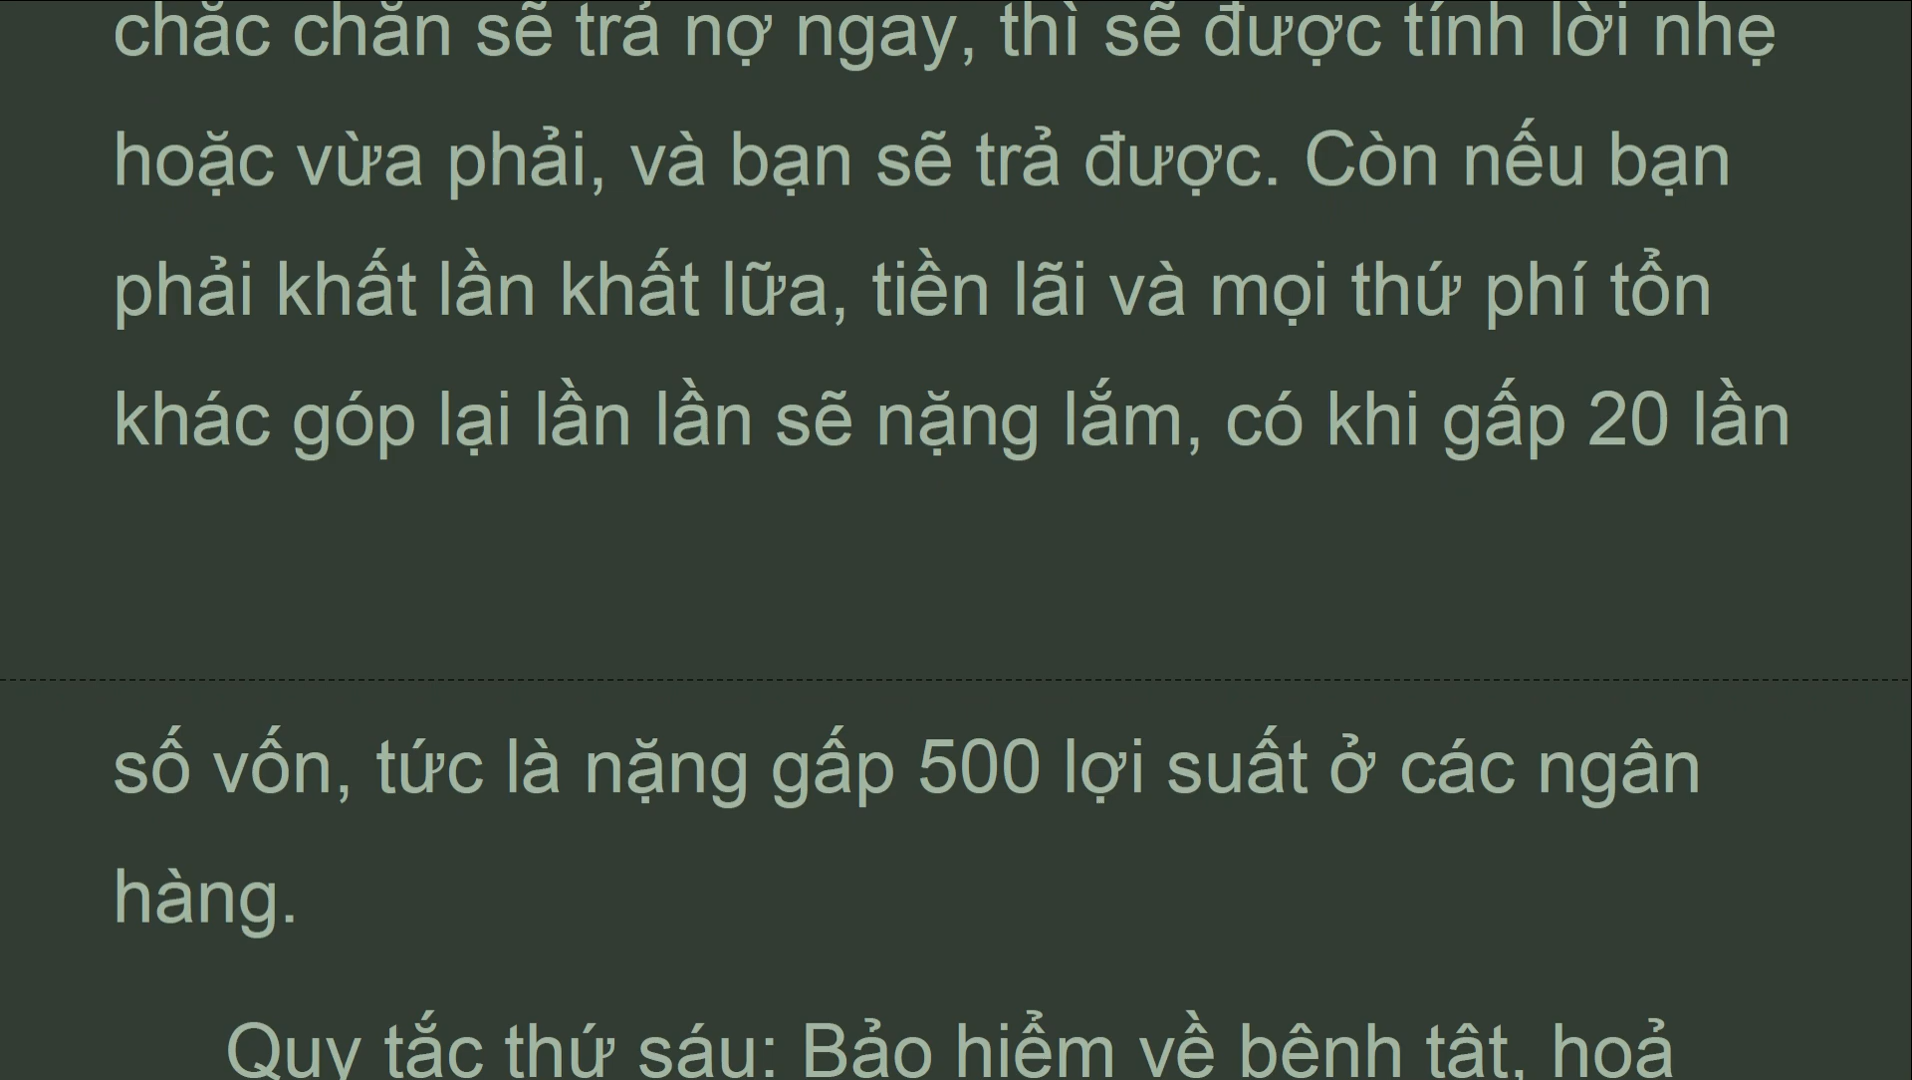 chắc chắn sẽ trả nợ ngay, thì sẽ được tính lời nhẹ
hoặc vừa phải, và bạn sẽ trả được. Còn nếu bạn
phải khất lần khất lữa, tiền lãi và mọi thứ phí tổn
khác góp lại lần lần sẽ nặng lắm, có khi gấp 20 lần
số vốn, tức là nặng gấp 500 lợi suất ở các ngân
hàng.
Quy tắc thứ sáu: Bảo hiểm về bệnh tật, hoả